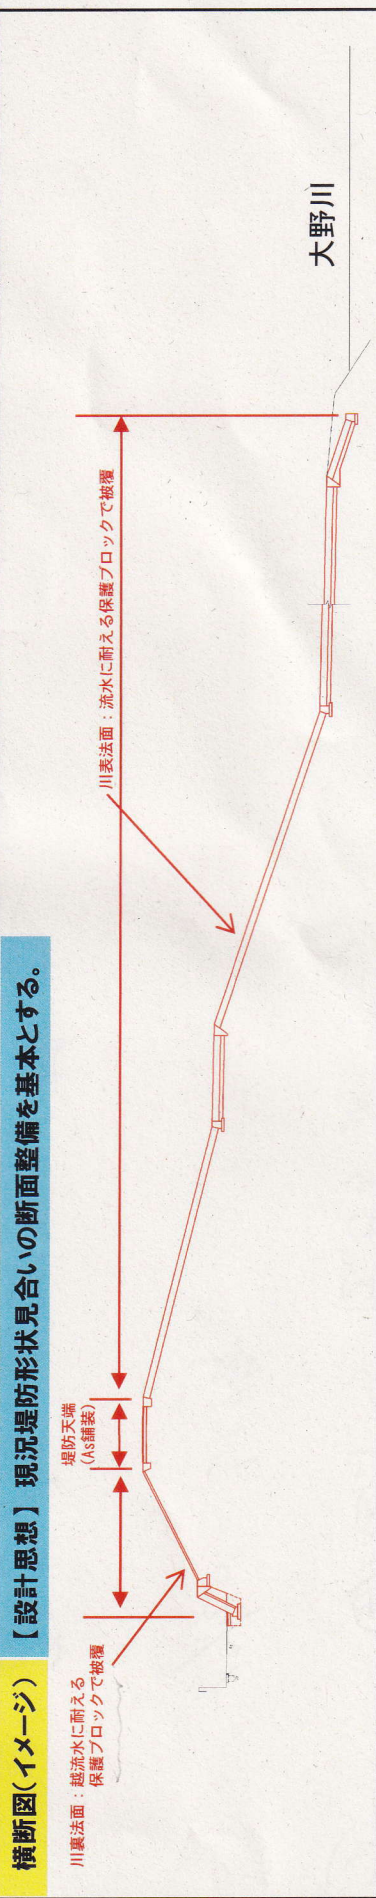 横断図(イメージ)
【設計思想】 現況堤防形状見合いの断面整備を基本とする。
川裏法面：越流水に耐える
保護ブロックで被覆
堤防天端
(As舗装)
川表法面：流水に耐える保護ブロックで被覆
大野川